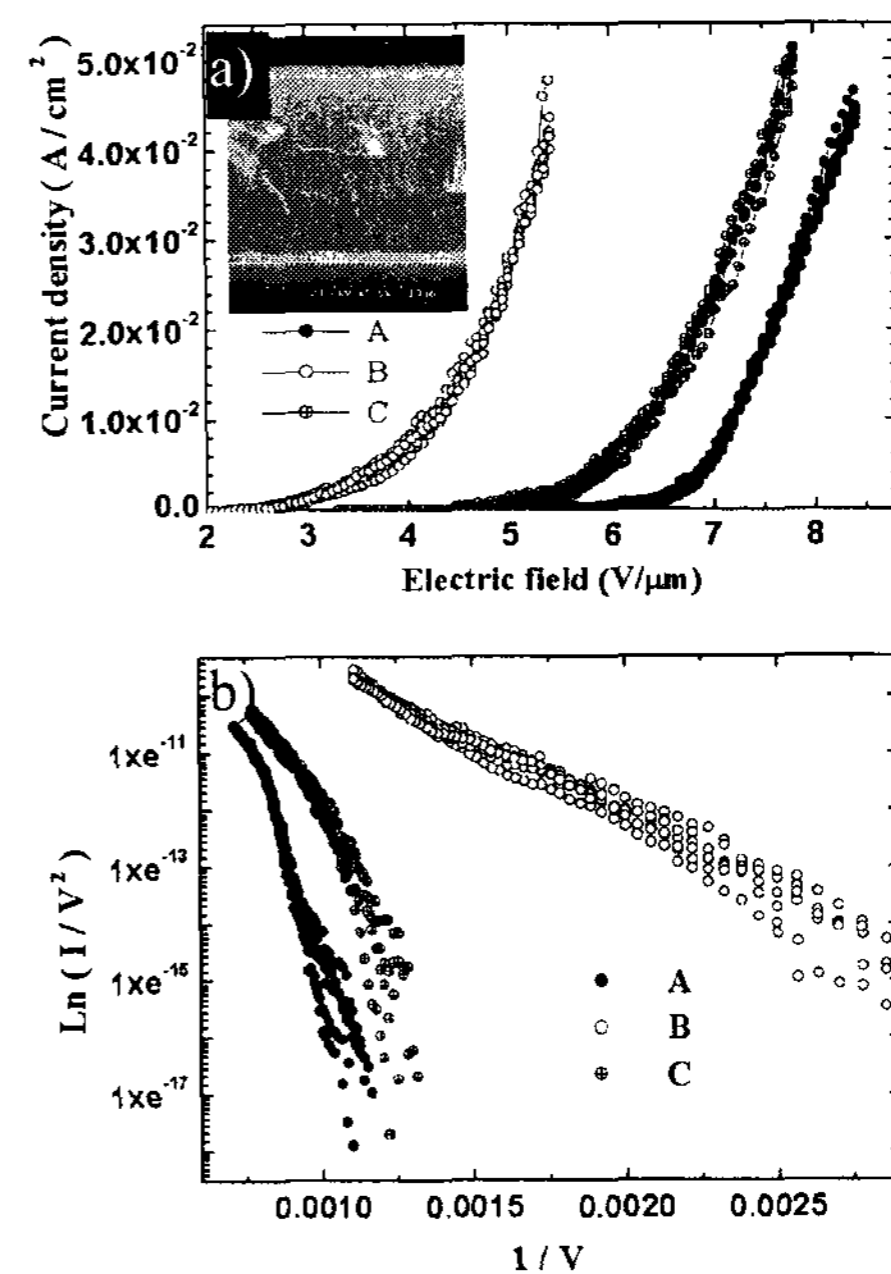 a)
Current density ( A / cm² )
5.0x10⁻²
4.0x10⁻²
3.0x10⁻²
2.0x10⁻²
1.0x10⁻²
0.0
A
B
C
2 3 4 5 6 7 8
Electric field (V/μm)
b)
Ln ( I / V² )
1xe⁻¹¹
1xe⁻¹³
1xe⁻¹⁵
1xe⁻¹⁷
A
B
C
0.0010 0.0015 0.0020 0.0025
1 / V